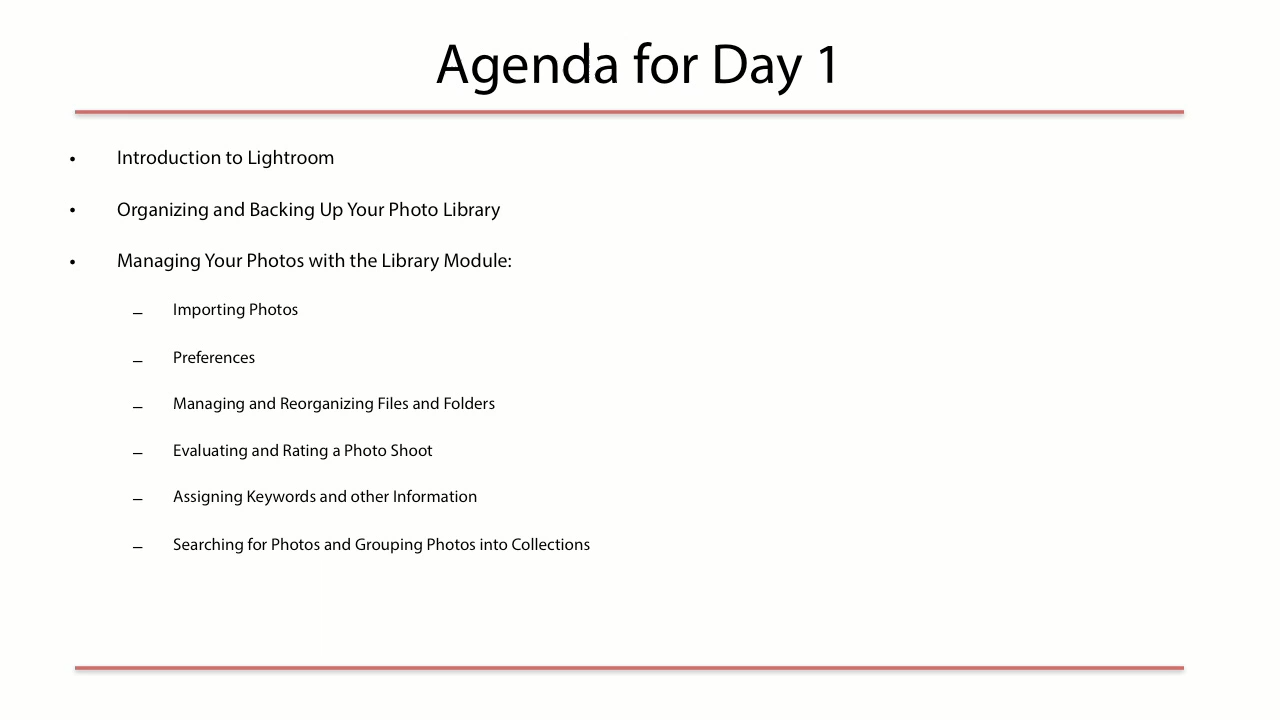 Agenda for Day 1
• Introduction to Lightroom
• Organizing and Backing Up Your Photo Library
• Managing Your Photos with the Library Module:
– Importing Photos
– Preferences
– Managing and Reorganizing Files and Folders
– Evaluating and Rating a Photo Shoot
– Assigning Keywords and other Information
– Searching for Photos and Grouping Photos into Collections